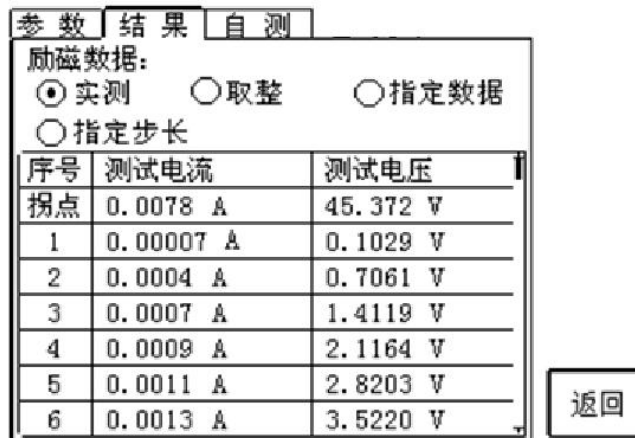 参数 结果 自测
励磁数据：
实测 取整 指定数据
指定步长
序号 测试电流 测试电压
拐点 0.0078 A 45.372 V
1 0.00007 A 0.1029 V
2 0.0004 A 0.7061 V
3 0.0007 A 1.4119 V
4 0.0009 A 2.1164 V
5 0.0011 A 2.8203 V
6 0.0013 A 3.5220 V
返回